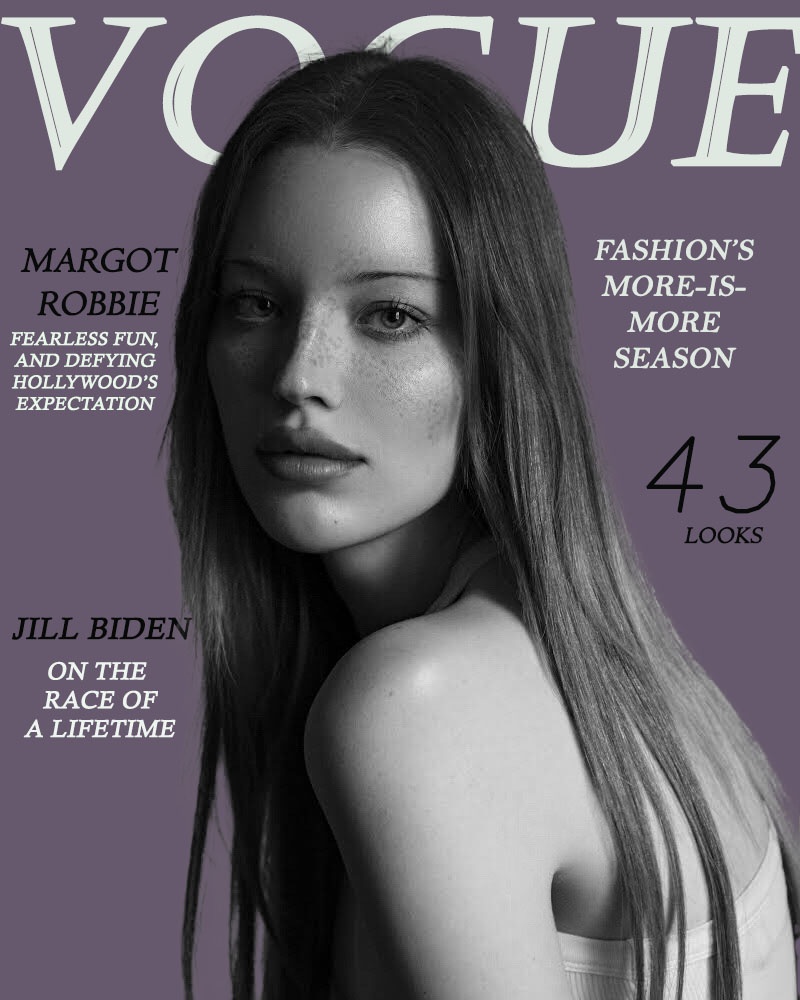 VOGUE
MARGOT
ROBBIE
FEARLESS FUN,
AND DEFYING
HOLLYWOOD'S
EXPECTATION
FASHION'S
MORE-IS-
MORE
SEASON
43
LOOKS
JILL BIDEN
ON THE
RACE OF
A LIFETIME